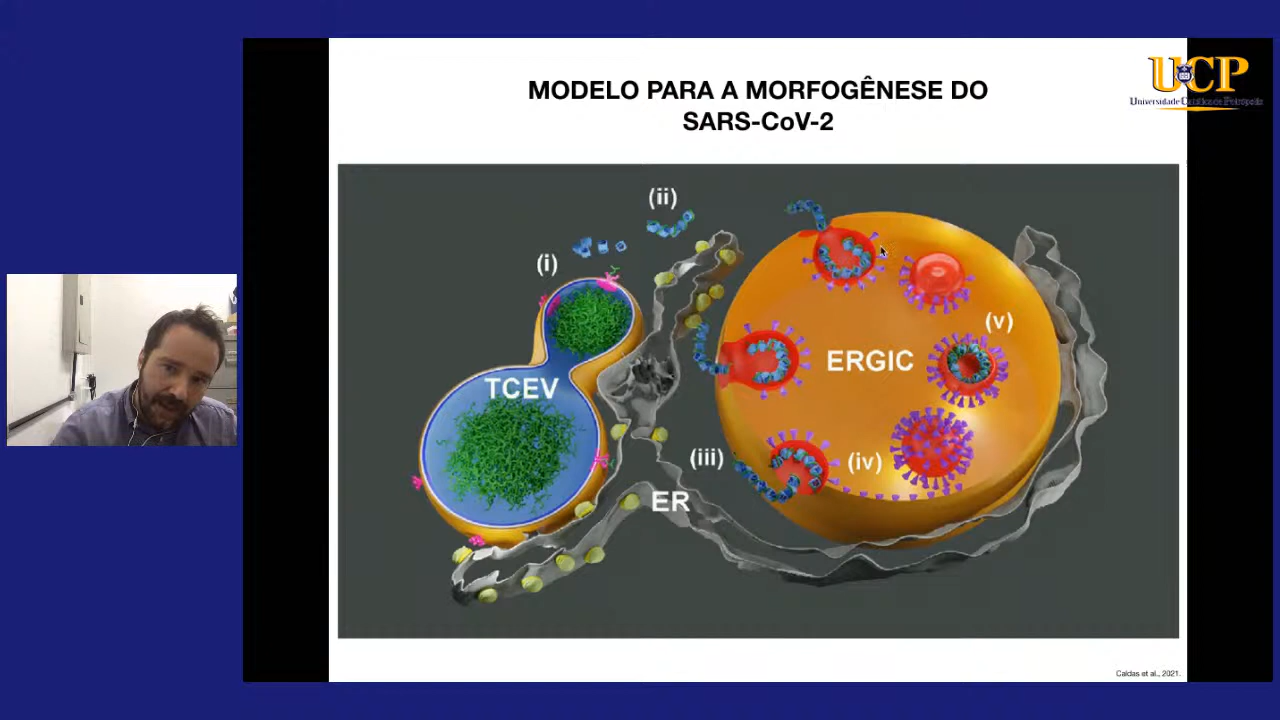 MODELO PARA A MORFOGÊNESE DO
SARS-CoV-2
UCP
Universidade Católica de Petrópolis
(ii)
(i)
(v)
ERGIC
TCEV
(iii)
(iv)
ER
Caldas et al., 2021.